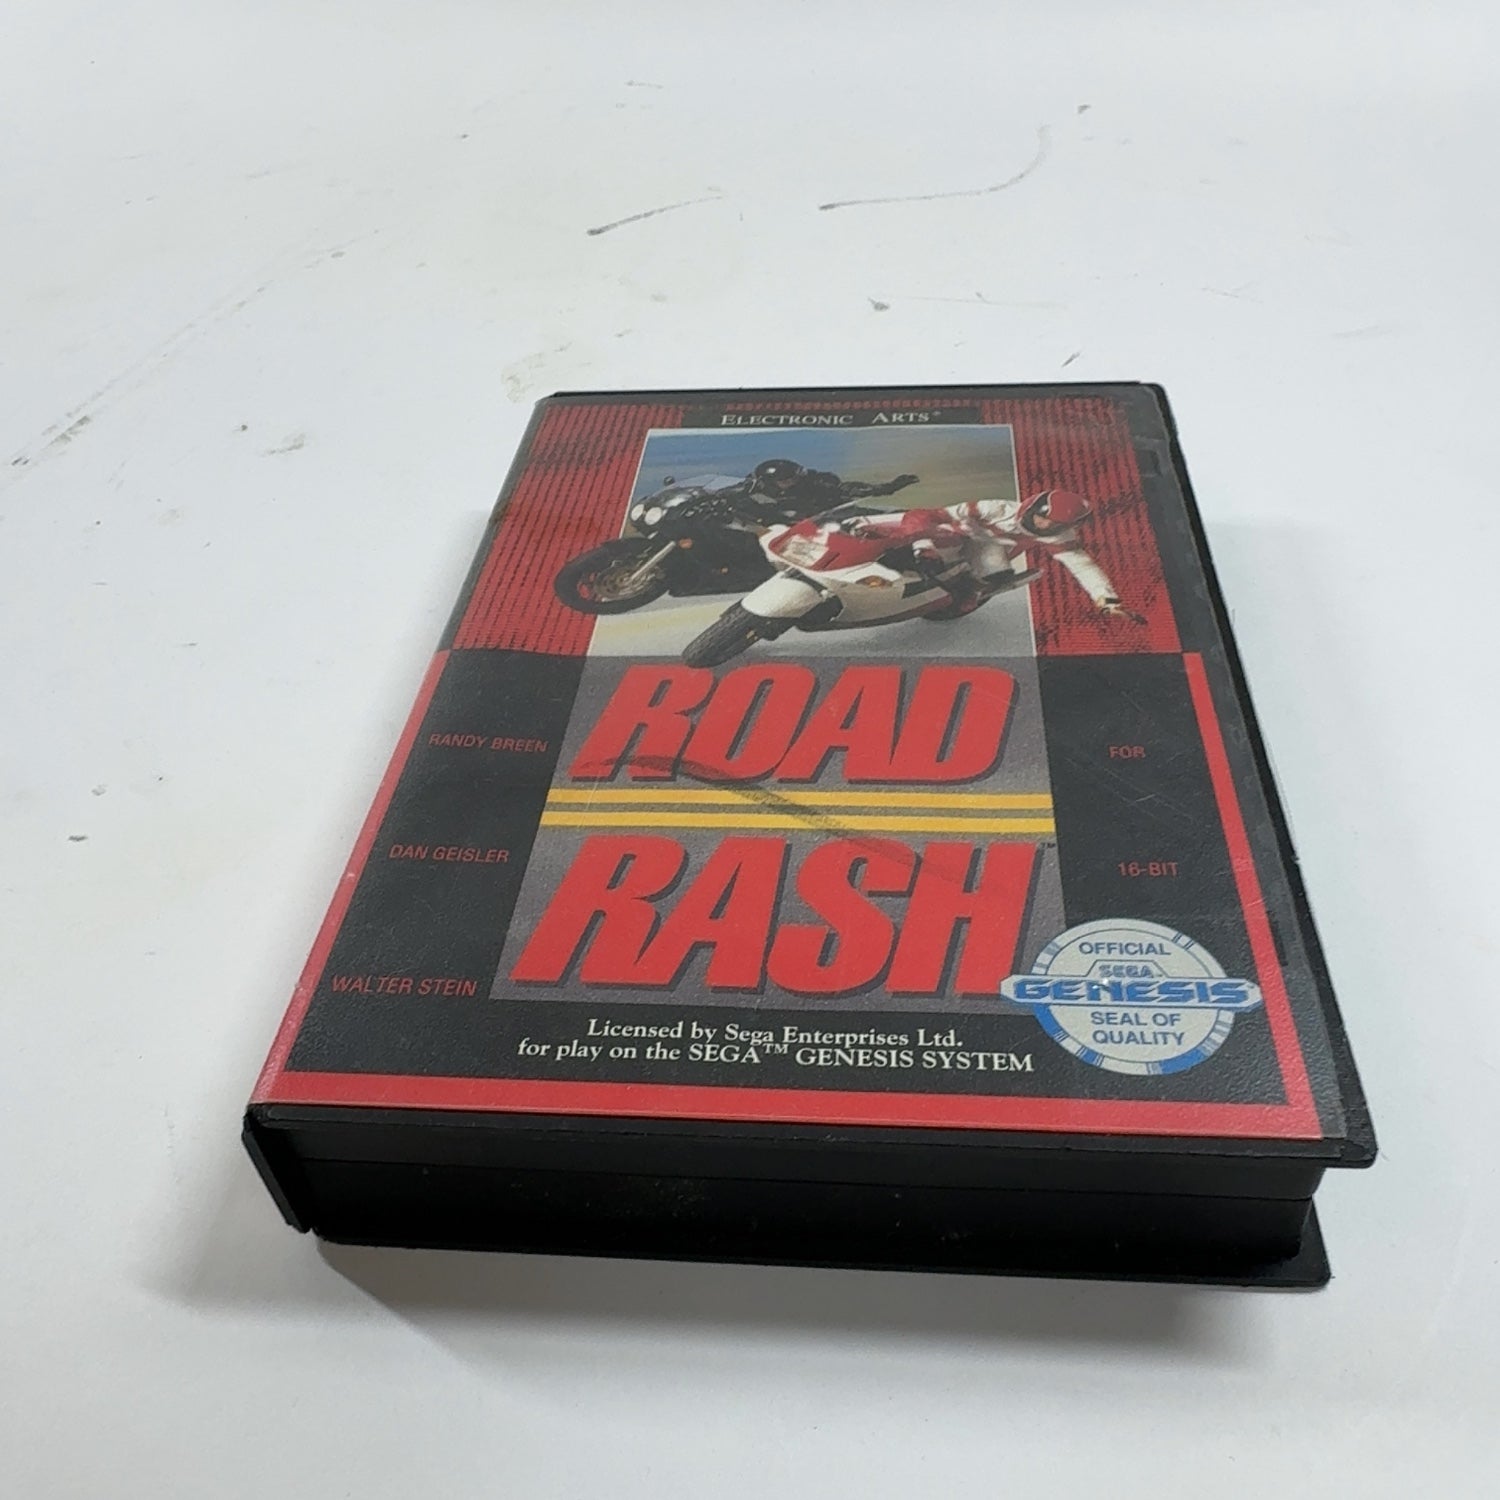 ELECTRONIC ARTS®
ROAD
RANDY BREEN
FOR
RASH™
DAN GEISLER
16-BIT
WALTER STEIN
OFFICIAL
SEGA
GENESIS
SEAL OF
QUALITY
Licensed by Sega Enterprises Ltd.
for play on the SEGA™ GENESIS SYSTEM